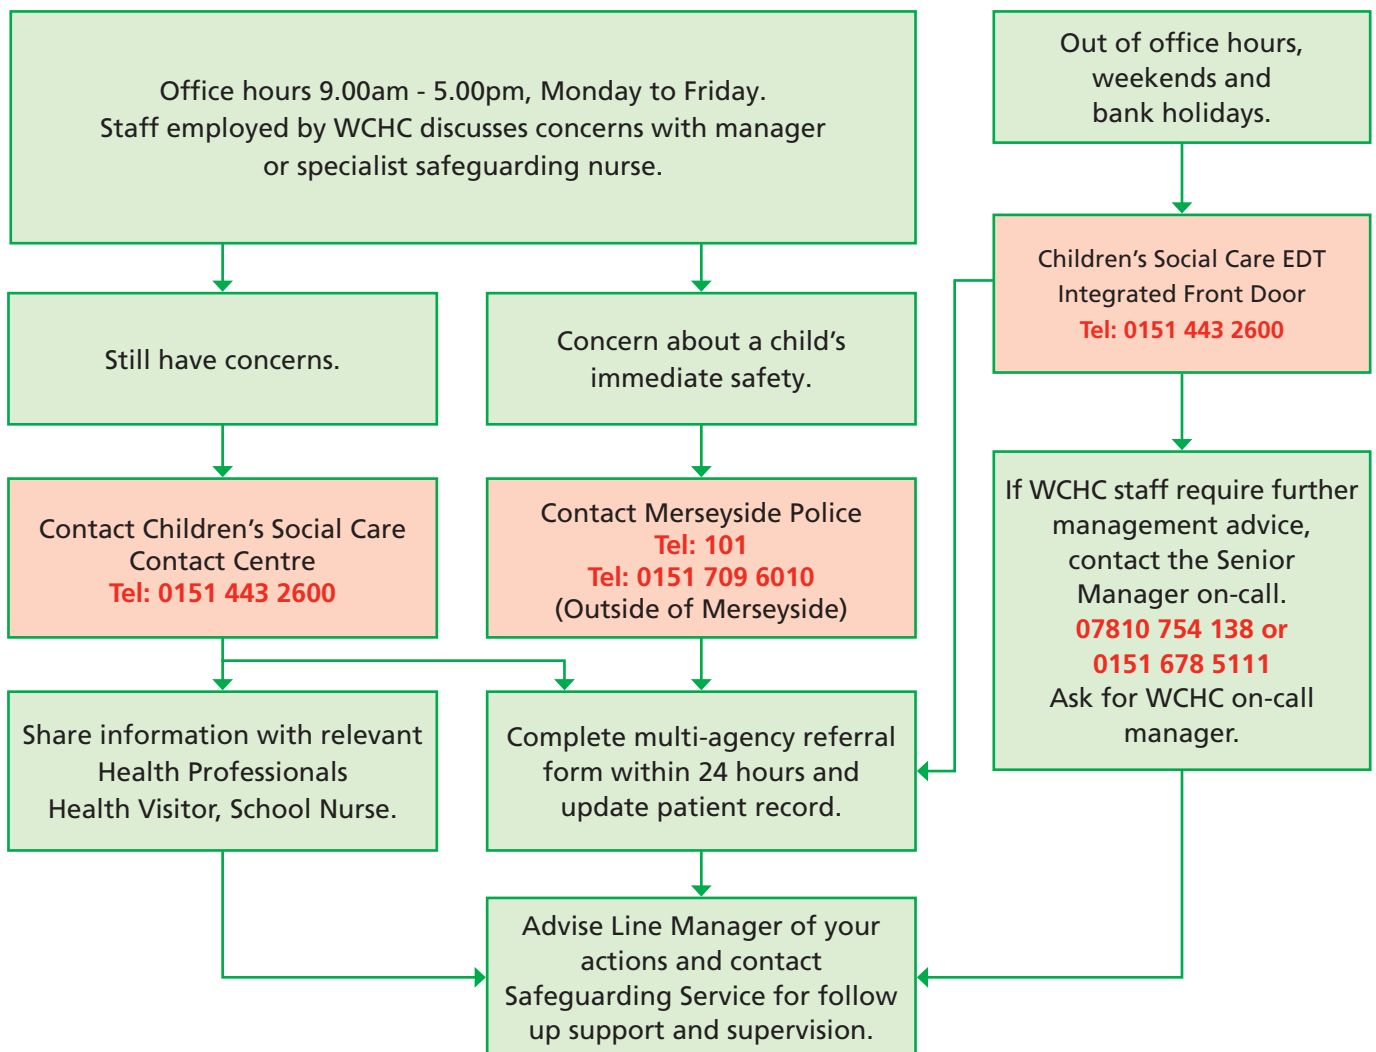 Office hours 9.00am - 5.00pm, Monday to Friday.
Staff employed by WCHC discusses concerns with manager
or specialist safeguarding nurse.
Out of office hours,
weekends and
bank holidays.
Children’s Social Care EDT
Integrated Front Door
Tel: 0151 443 2600
Still have concerns.
Concern about a child’s
immediate safety.
Contact Children’s Social Care
Contact Centre
Tel: 0151 443 2600
Contact Merseyside Police
Tel: 101
Tel: 0151 709 6010
(Outside of Merseyside)
If WCHC staff require further
management advice,
contact the Senior
Manager on-call.
07810 754 138 or
0151 678 5111
Ask for WCHC on-call
manager.
Share information with relevant
Health Professionals
Health Visitor, School Nurse.
Complete multi-agency referral
form within 24 hours and
update patient record.
Advise Line Manager of your
actions and contact
Safeguarding Service for follow
up support and supervision.